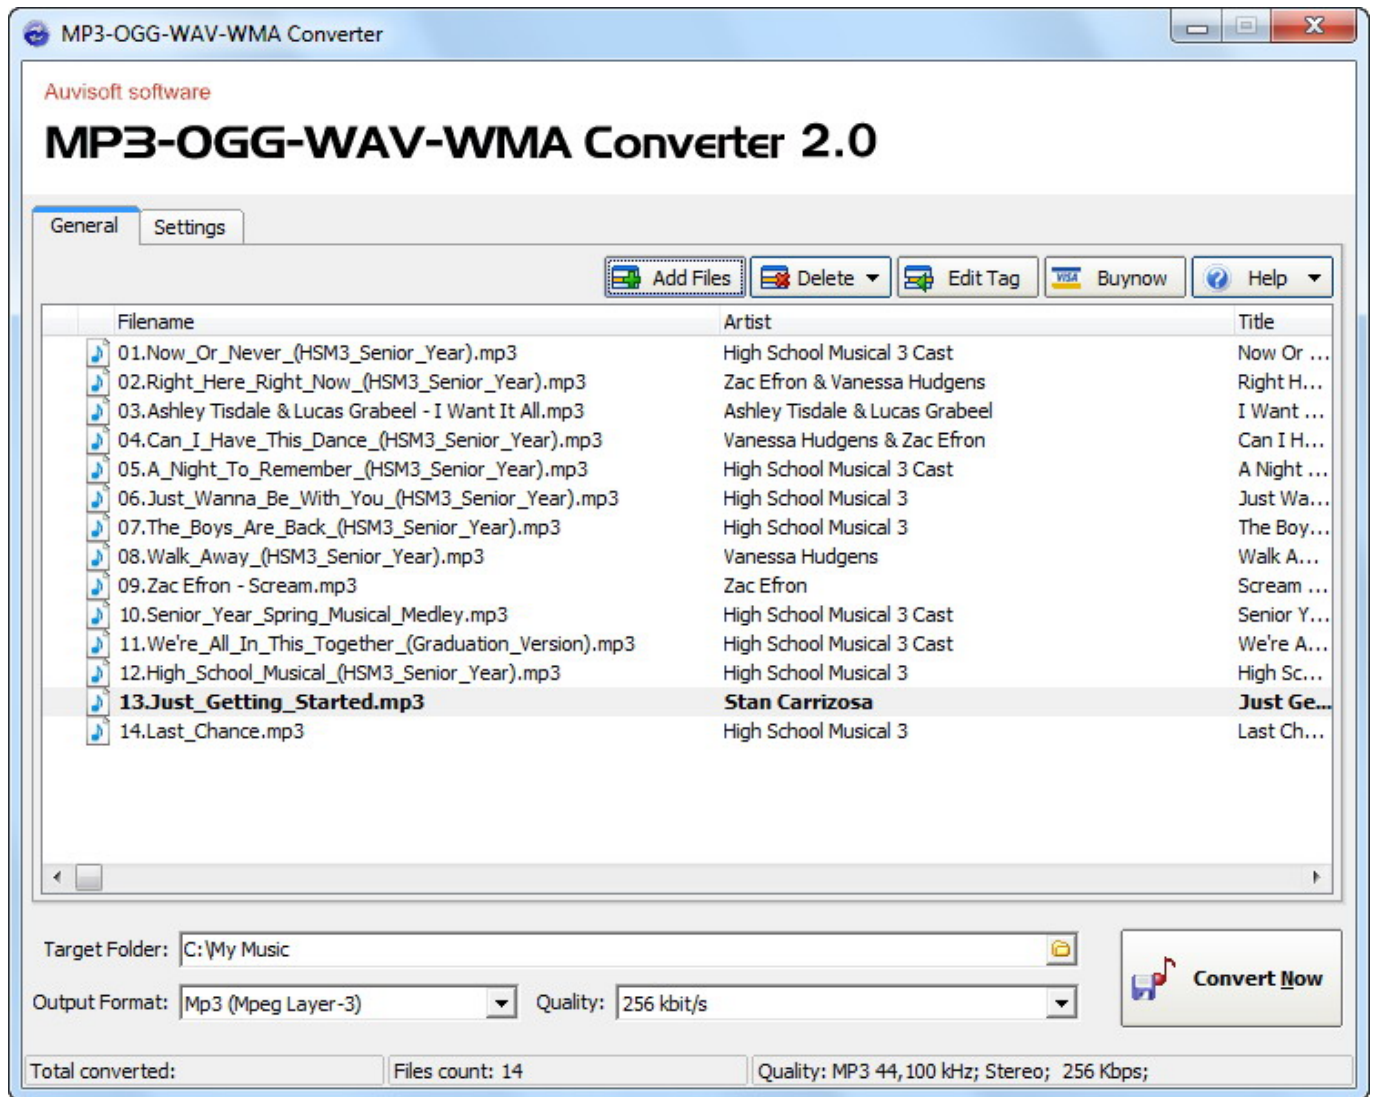 MP3-OGG-WAV-WMA Converter
Auvisoft software
MP3-OGG-WAV-WMA Converter 2.0
General Settings
Add Files Delete Edit Tag VISA Buynow Help
Filename Artist Title
01.Now_Or_Never_(HSM3_Senior_Year).mp3 High School Musical 3 Cast Now Or ...
02.Right_Here_Right_Now_(HSM3_Senior_Year).mp3 Zac Efron & Vanessa Hudgens Right H...
03.Ashley Tisdale & Lucas Grabeel - I Want It All.mp3 Ashley Tisdale & Lucas Grabeel I Want ...
04.Can_I_Have_This_Dance_(HSM3_Senior_Year).mp3 Vanessa Hudgens & Zac Efron Can I H...
05.A_Night_To_Remember_(HSM3_Senior_Year).mp3 High School Musical 3 Cast A Night ...
06.Just_Wanna_Be_With_You_(HSM3_Senior_Year).mp3 High School Musical 3 Just Wa...
07.The_Boys_Are_Back_(HSM3_Senior_Year).mp3 High School Musical 3 The Boy...
08.Walk_Away_(HSM3_Senior_Year).mp3 Vanessa Hudgens Walk A...
09.Zac Efron - Scream.mp3 Zac Efron Scream ...
10.Senior_Year_Spring_Musical_Medley.mp3 High School Musical 3 Cast Senior Y...
11.We're_All_In_This_Together_(Graduation_Version).mp3 High School Musical 3 Cast We're A...
12.High_School_Musical_(HSM3_Senior_Year).mp3 High School Musical 3 High Sc...
13.Just_Getting_Started.mp3 Stan Carrizosa Just Ge...
14.Last_Chance.mp3 High School Musical 3 Last Ch...
Target Folder: C:\My Music
Convert Now
Output Format: Mp3 (Mpeg Layer-3) Quality: 256 kbit/s
Total converted: Files count: 14 Quality: MP3 44,100 kHz; Stereo; 256 Kbps;